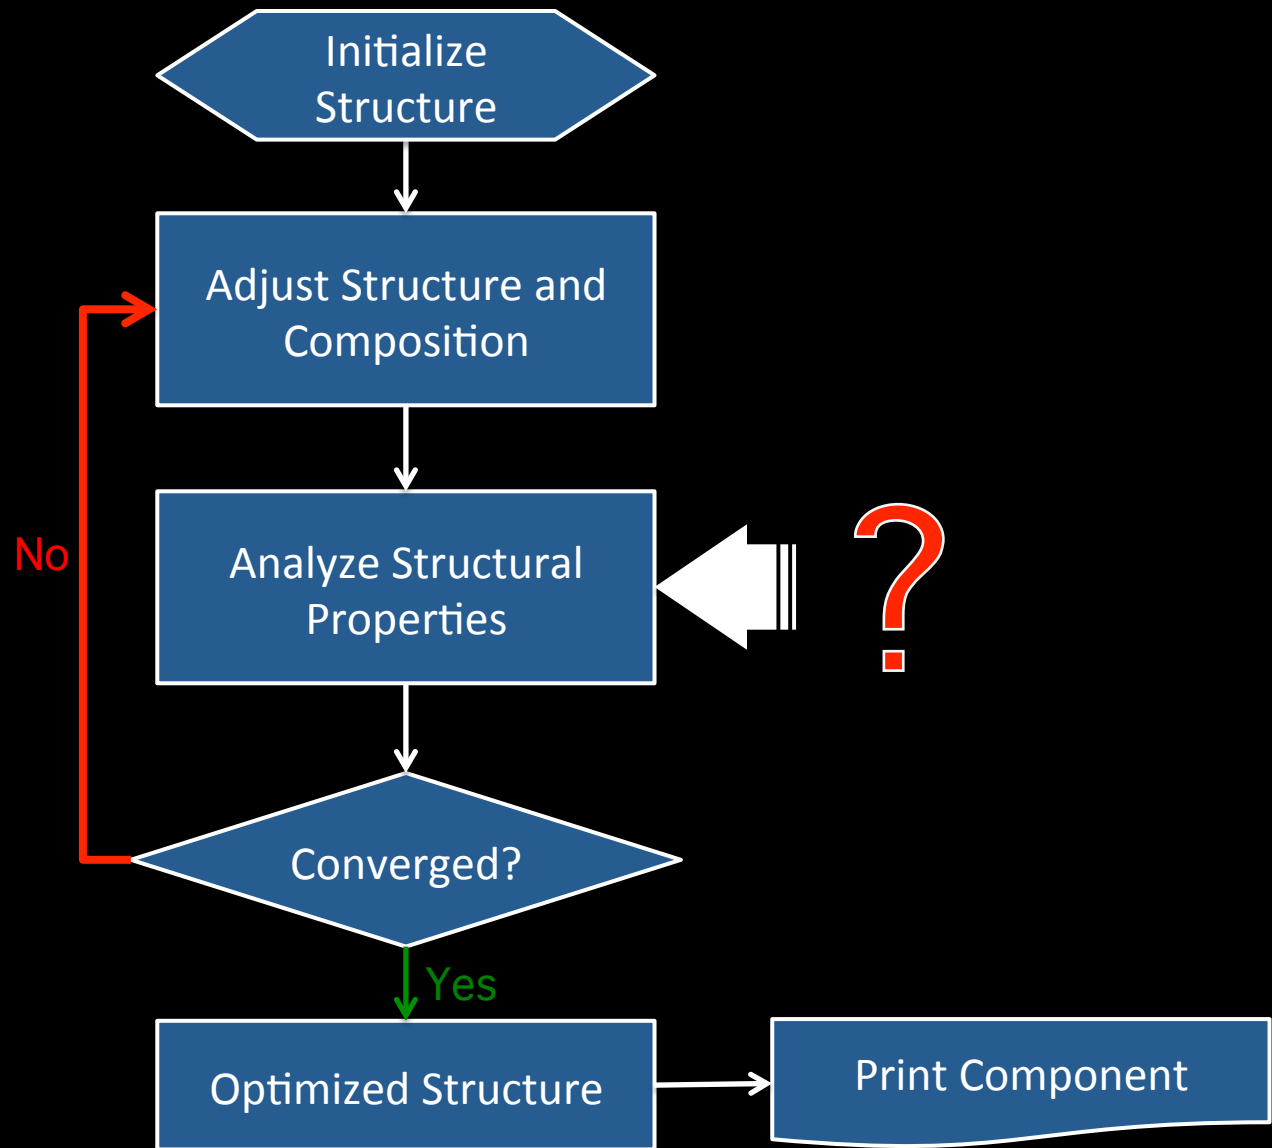 Initialize
Structure
Adjust Structure and
Composition
No
Analyze Structural
Properties
?
Converged?
Yes
Optimized Structure
Print Component